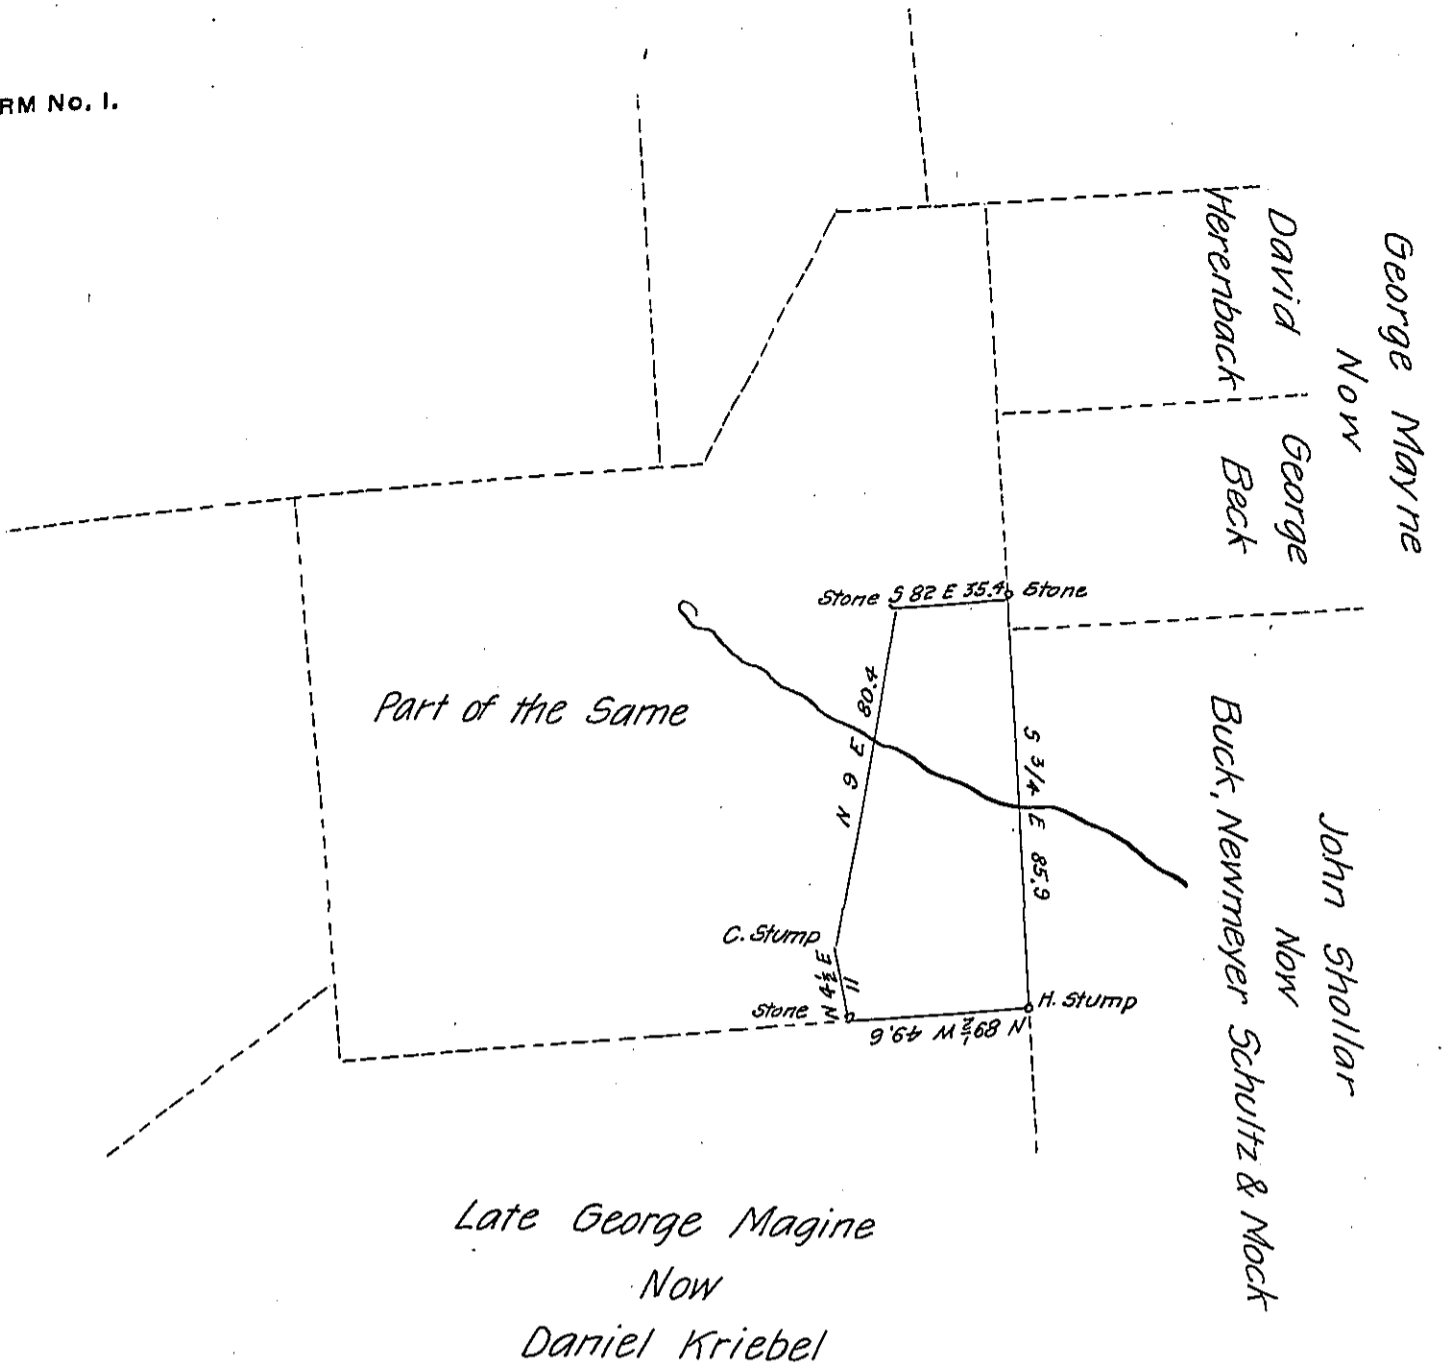 RM No. 1.
George Mayne
Now
David
Herenback
George
Beck
Stone
S 82 E 35.4
Stone
N 9 E 80.4
S 3/4 E 85.9
Part of the Same
John Shollar
Now
Buck, Newmeyer Schultz & Mock
C. Stump
N 4½ E 11
Stone
H. Stump
N 89½ W 49.6
Late George Magine
Now
Daniel Kriebel